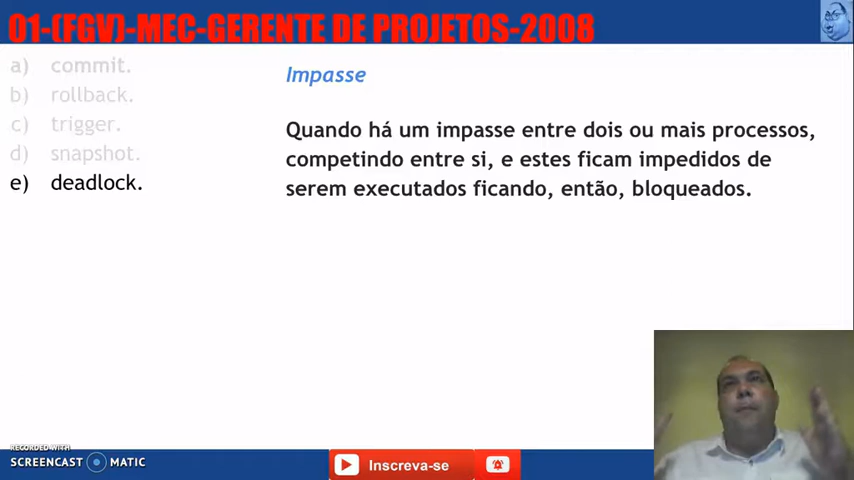 01-(FGV)-MEC-GERENTE DE PROJETOS-2008
a) commit.
b) rollback.
c) trigger.
d) snapshot.
e) deadlock.
Impasse
Quando há um impasse entre dois ou mais processos,
competindo entre si, e estes ficam impedidos de
serem executados ficando, então, bloqueados.
RECORDED WITH
SCREENCAST MATIC
Inscreva-se